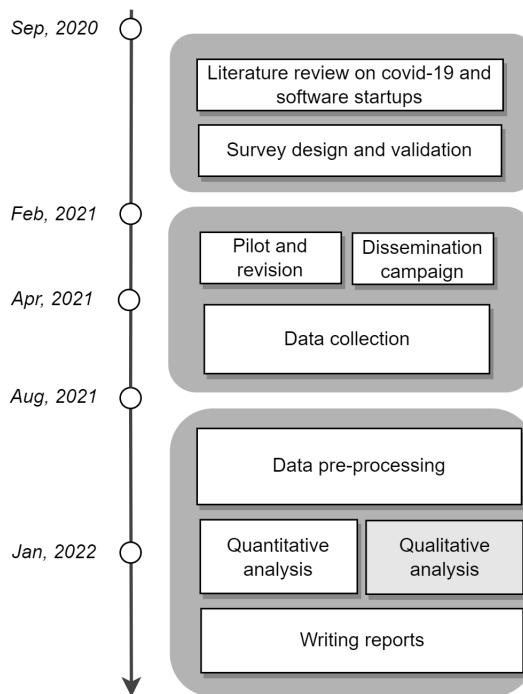 Sep, 2020
Literature review on covid-19 and
software startups
Survey design and validation
Feb, 2021
Pilot and
revision
Dissemination
campaign
Apr, 2021
Data collection
Aug, 2021
Data pre-processing
Jan, 2022
Quantitative
analysis
Qualitative
analysis
Writing reports